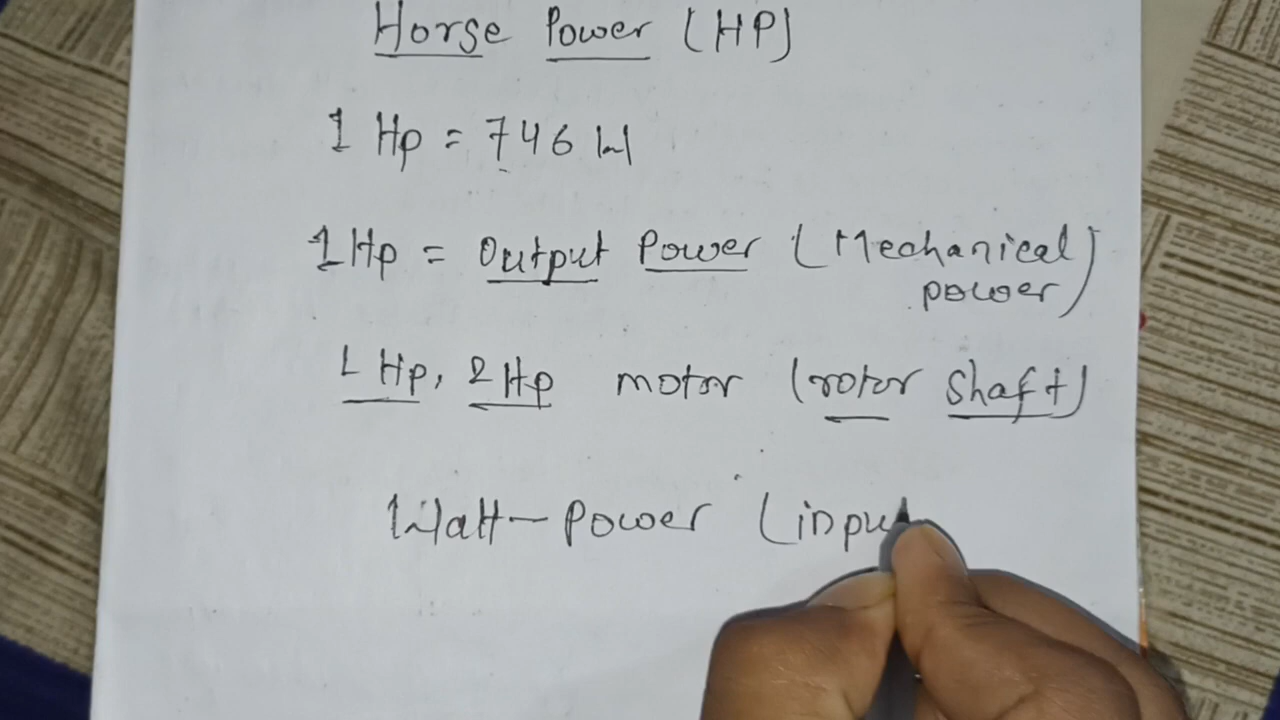 Horse Power (HP)
1 Hp = 746 W
1 Hp = Output Power (Mechanical
power)
1 Hp, 2 Hp motor (rotor shaft)
Watt - Power (inpu